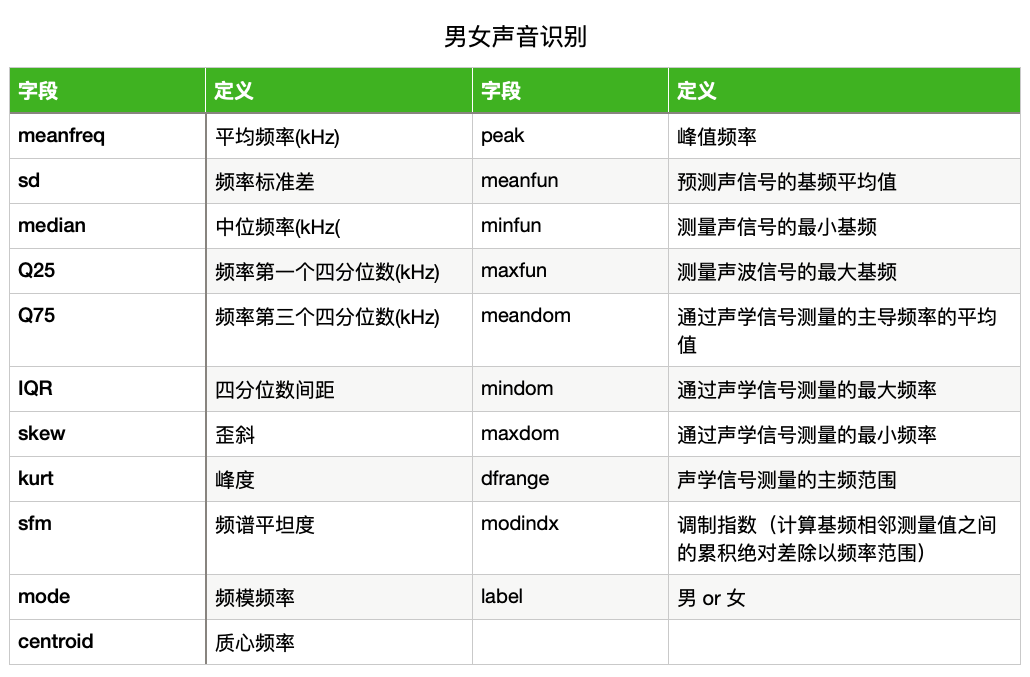 男女声音识别
字段 定义 字段 定义
meanfreq 平均频率(kHz) peak 峰值频率
sd 频率标准差 meanfun 预测声信号的基频平均值
median 中位频率(kHz( minfun 测量声信号的最小基频
Q25 频率第一个四分位数(kHz) maxfun 测量声波信号的最大基频
Q75 频率第三个四分位数(kHz) meandom 通过声学信号测量的主导频率的平均
值
IQR 四分位数间距 mindom 通过声学信号测量的最大频率
skew 歪斜 maxdom 通过声学信号测量的最小频率
kurt 峰度 dfrange 声学信号测量的主频范围
sfm 频谱平坦度 modindx 调制指数（计算基频相邻测量值之间
的累积绝对差除以频率范围）
mode 频模频率 label 男 or 女
centroid 质心频率